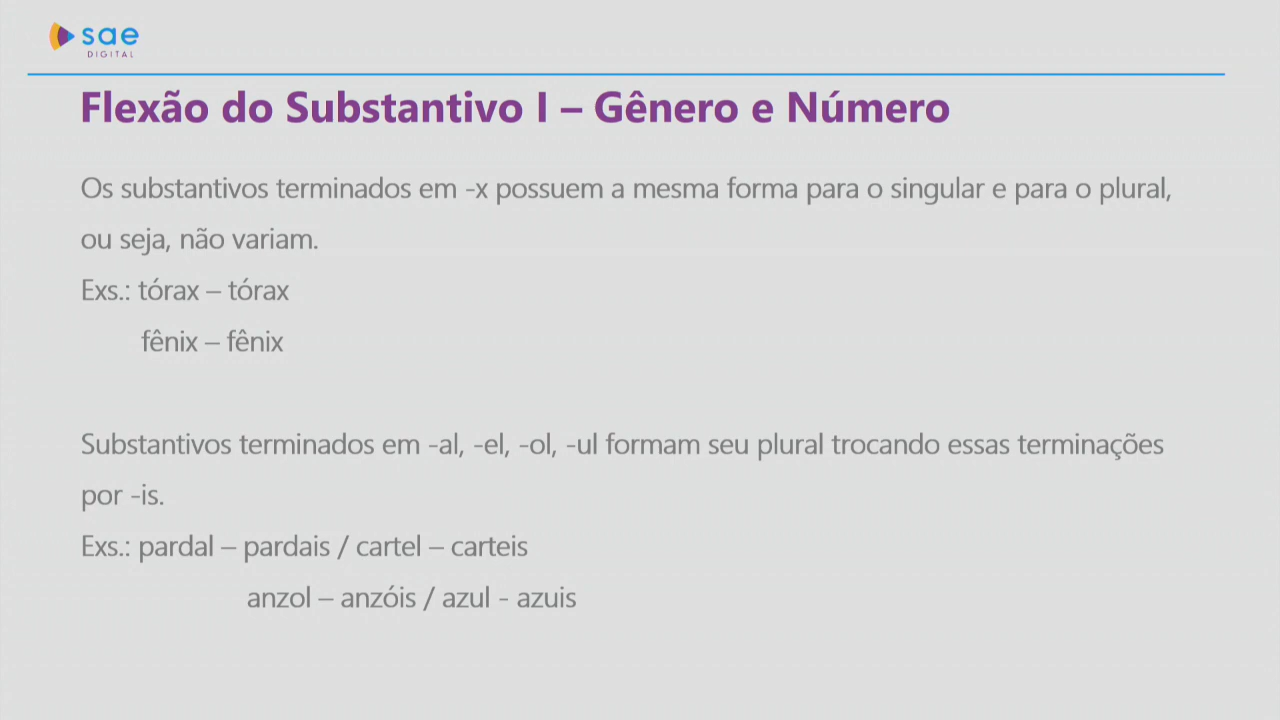 sae
DIGITAL
Flexão do Substantivo I – Gênero e Número
Os substantivos terminados em -x possuem a mesma forma para o singular e para o plural,
ou seja, não variam.
Exs.: tórax – tórax
fênix – fênix
Substantivos terminados em -al, -el, -ol, -ul formam seu plural trocando essas terminações
por -is.
Exs.: pardal – pardais / cartel – carteis
anzol – anzóis / azul - azuis